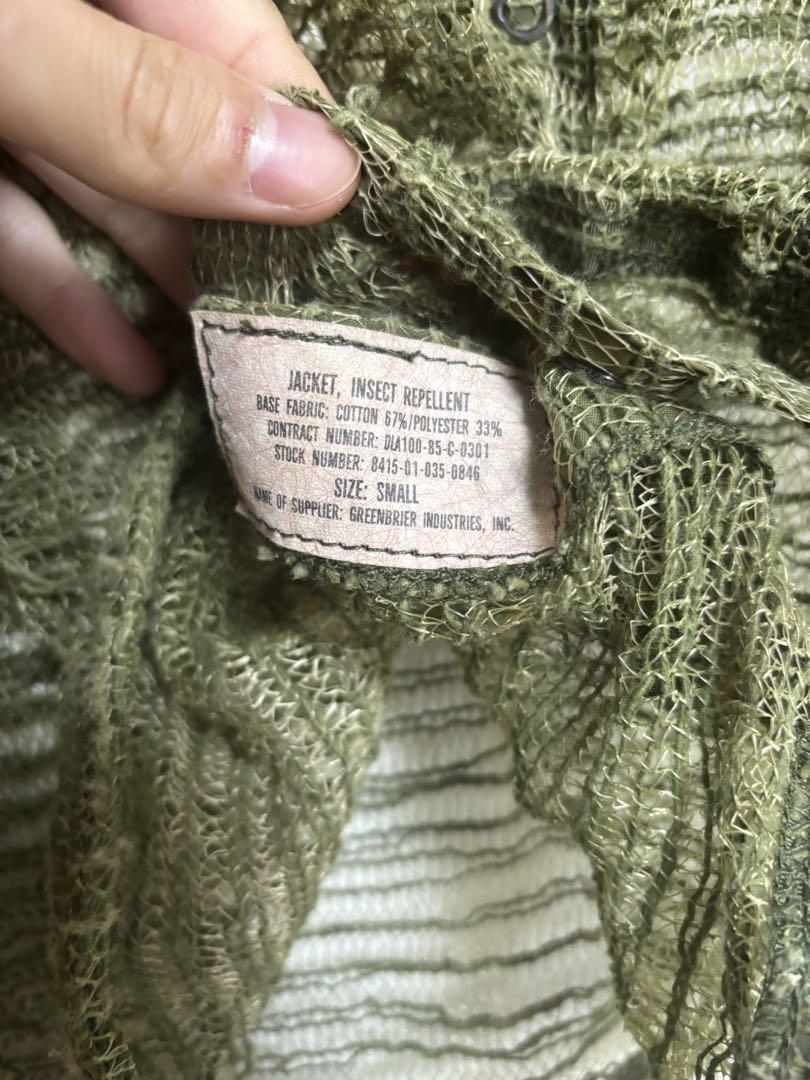 JACKET, INSECT REPELLENT
BASE FABRIC: COTTON 67%/POLYESTER 33%
CONTRACT NUMBER: DLA100-85-C-0301
STOCK NUMBER: 8415-01-035-0846
SIZE: SMALL
NAME OF SUPPLIER: GREENBRIER INDUSTRIES, INC.